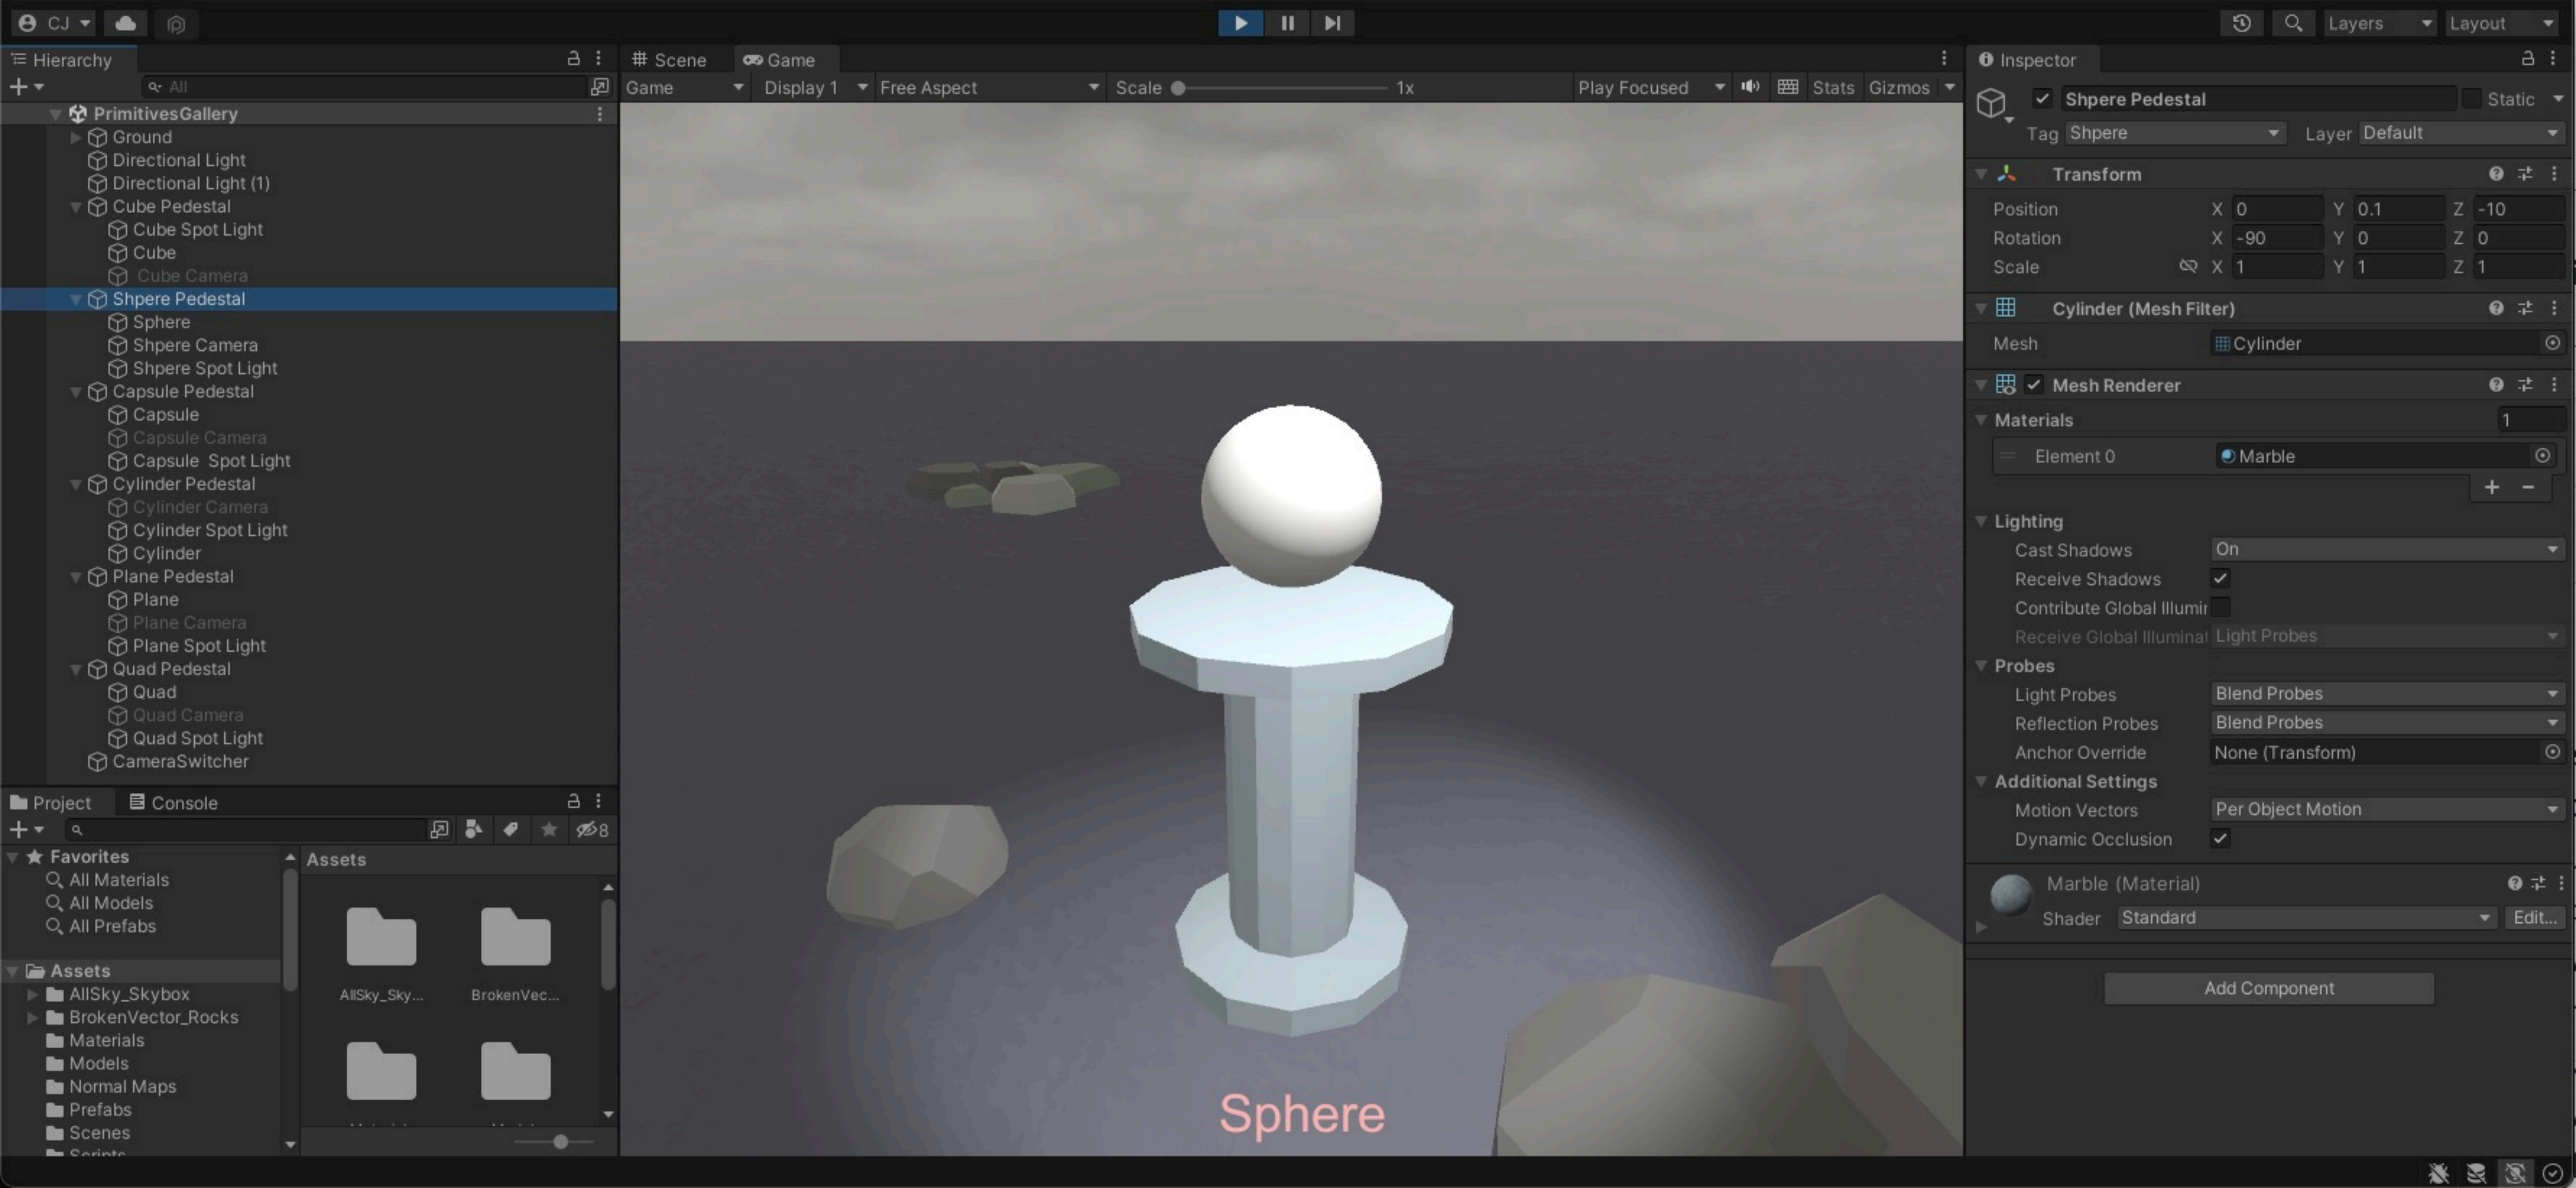 CJ
Layers
Layout
Hierarchy
All
PrimitivesGallery
Ground
Directional Light
Directional Light (1)
Cube Pedestal
Cube Spot Light
Cube
Cube Camera
Shpere Pedestal
Sphere
Shpere Camera
Shpere Spot Light
Capsule Pedestal
Capsule
Capsule Camera
Capsule Spot Light
Cylinder Pedestal
Cylinder Camera
Cylinder Spot Light
Cylinder
Plane Pedestal
Plane
Plane Camera
Plane Spot Light
Quad Pedestal
Quad
Quad Camera
Quad Spot Light
CameraSwitcher
Project
Console
8
Favorites
All Materials
All Models
All Prefabs
Assets
AllSky_Skybox
BrokenVector_Rocks
Materials
Models
Normal Maps
Prefabs
Scenes
Assets
AllSky_Sky...
BrokenVec...
Scene
Game
Game
Display 1
Free Aspect
Scale
1x
Play Focused
Stats
Gizmos
Sphere
Inspector
Shpere Pedestal
Static
Tag Shpere
Layer Default
Transform
Position X 0 Y 0.1 Z -10
Rotation X -90 Y 0 Z 0
Scale X 1 Y 1 Z 1
Cylinder (Mesh Filter)
Mesh Cylinder
Mesh Renderer
Materials 1
Element 0 Marble
Lighting
Cast Shadows On
Receive Shadows
Contribute Global Illumir
Receive Global Illuminat Light Probes
Probes
Light Probes Blend Probes
Reflection Probes Blend Probes
Anchor Override None (Transform)
Additional Settings
Motion Vectors Per Object Motion
Dynamic Occlusion
Marble (Material)
Shader Standard Edit...
Add Component